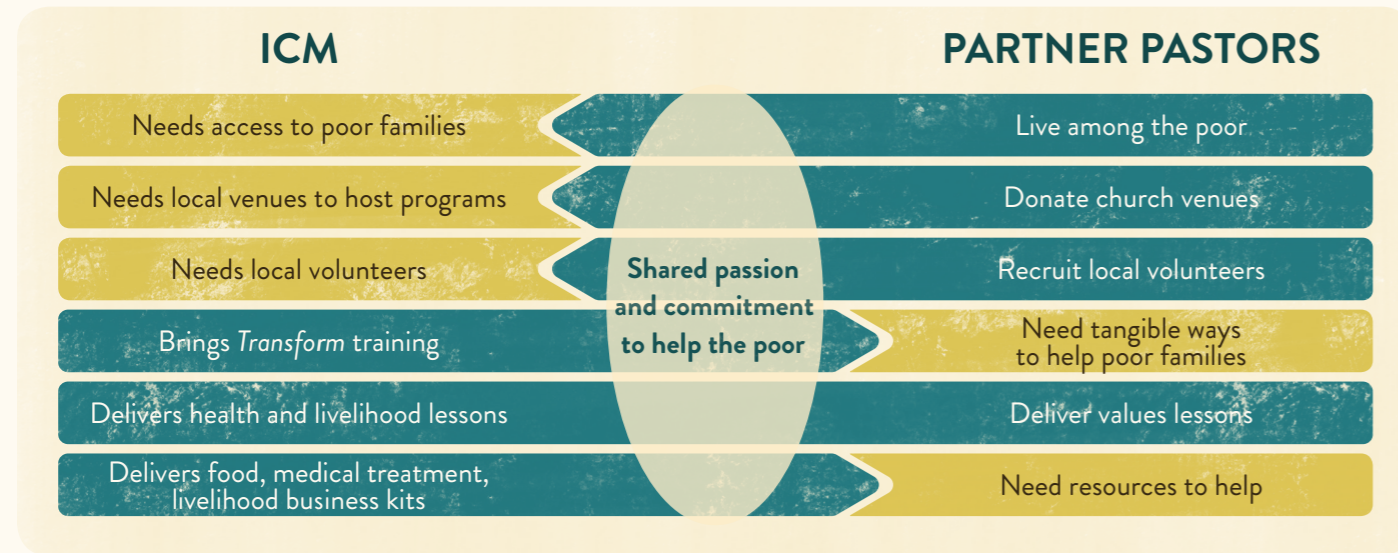 ICM
PARTNER PASTORS
Needs access to poor families
Live among the poor
Needs local venues to host programs
Donate church venues
Needs local volunteers
Recruit local volunteers
Shared passion
and commitment
to help the poor
Brings Transform training
Need tangible ways
to help poor families
Delivers health and livelihood lessons
Deliver values lessons
Delivers food, medical treatment,
livelihood business kits
Need resources to help